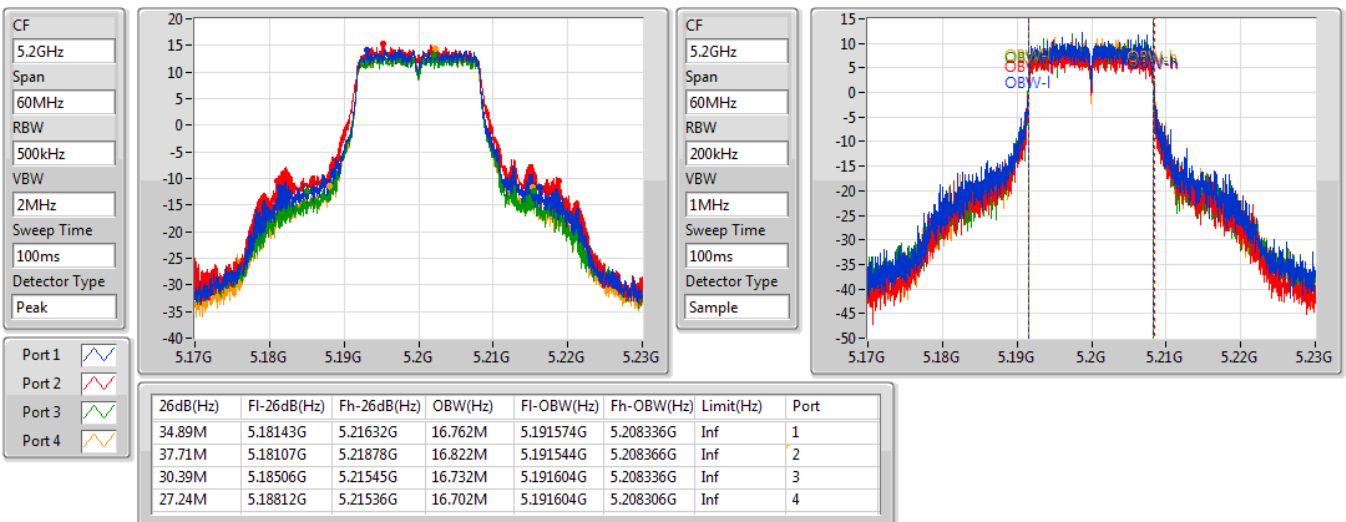 CF
5.2GHz
Span
60MHz
RBW
500kHz
VBW
2MHz
Sweep Time
100ms
Detector Type
Peak
20
15
10
5
0
-5
-10
-15
-20
-25
-30
-35
-40
5.17G 5.18G 5.19G 5.2G 5.21G 5.22G 5.23G
CF
5.2GHz
Span
60MHz
RBW
200kHz
VBW
1MHz
Sweep Time
100ms
Detector Type
Sample
15
10
5
0
-5
-10
-15
-20
-25
-30
-35
-40
-45
-50
OBW-l
5.17G 5.18G 5.19G 5.2G 5.21G 5.22G 5.23G
Port 1
Port 2
Port 3
Port 4
26dB(Hz) Fl-26dB(Hz) Fh-26dB(Hz) OBW(Hz) Fl-OBW(Hz) Fh-OBW(Hz) Limit(Hz) Port
34.89M 5.18143G 5.21632G 16.762M 5.191574G 5.208336G Inf 1
37.71M 5.18107G 5.21878G 16.822M 5.191544G 5.208366G Inf 2
30.39M 5.18506G 5.21545G 16.732M 5.191604G 5.208336G Inf 3
27.24M 5.18812G 5.21536G 16.702M 5.191604G 5.208306G Inf 4